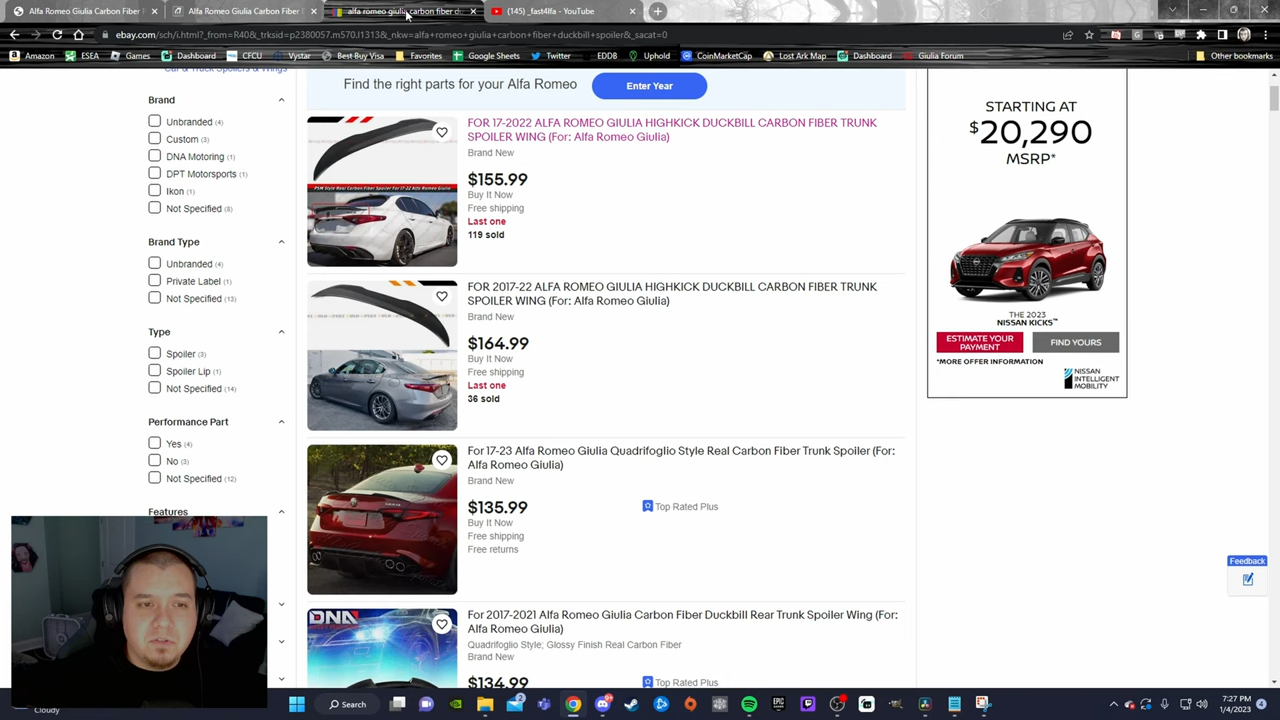 Alfa Romeo Giulia Carbon Fiber
Alfa Romeo Giulia Carbon Fiber D
alfa romeo giulia carbon fiber d
(145) _fast4lfa - YouTube
ebay.com/sch/i.html?_from=R40&_trksid=p2380057.m570.l1313&_nkw=alfa+romeo+giulia+carbon+fiber+duckbill+spoiler&_sacat=0
Amazon
ESEA
Games
Dashboard
CFCU
Vystar
Best Buy Visa
Favorites
Google Sheets
Twitter
EDDB
Uphold
CoinMarketCap
Lost Ark Map
Dashboard
Giulia Forum
Other bookmarks
Car & Truck Spoilers & Wings
Brand
Unbranded (4)
Custom (3)
DNA Motoring (1)
DPT Motorsports (1)
Ikon (1)
Not Specified (8)
Brand Type
Unbranded (4)
Private Label (1)
Not Specified (13)
Type
Spoiler (3)
Spoiler Lip (1)
Not Specified (14)
Performance Part
Yes (4)
No (3)
Not Specified (12)
Features
Find the right parts for your Alfa Romeo
Enter Year
FOR 17-2022 ALFA ROMEO GIULIA HIGHKICK DUCKBILL CARBON FIBER TRUNK
SPOILER WING (For: Alfa Romeo Giulia)
Brand New
$155.99
Buy It Now
Free shipping
Last one
119 sold
PSM Style Real Carbon Fiber Spoiler For 17-22 Alfa Romeo Giulia
FOR 2017-22 ALFA ROMEO GIULIA HIGHKICK DUCKBILL CARBON FIBER TRUNK
SPOILER WING (For: Alfa Romeo Giulia)
Brand New
$164.99
Buy It Now
Free shipping
Last one
36 sold
For 17-23 Alfa Romeo Giulia Quadrifoglio Style Real Carbon Fiber Trunk Spoiler (For:
Alfa Romeo Giulia)
Brand New
$135.99
Top Rated Plus
Buy It Now
Free shipping
Free returns
For 2017-2021 Alfa Romeo Giulia Carbon Fiber Duckbill Rear Trunk Spoiler Wing (For:
Alfa Romeo Giulia)
Quadrifoglio Style; Glossy Finish Real Carbon Fiber
Brand New
$134.99
Top Rated Plus
DNA
STARTING AT
$20,290
MSRP*
THE 2023
NISSAN KICKS™
ESTIMATE YOUR
PAYMENT
FIND YOURS
*MORE OFFER INFORMATION
NISSAN
INTELLIGENT
MOBILITY
Feedback
Cloudy
Search
2
7:27 PM
1/4/2023